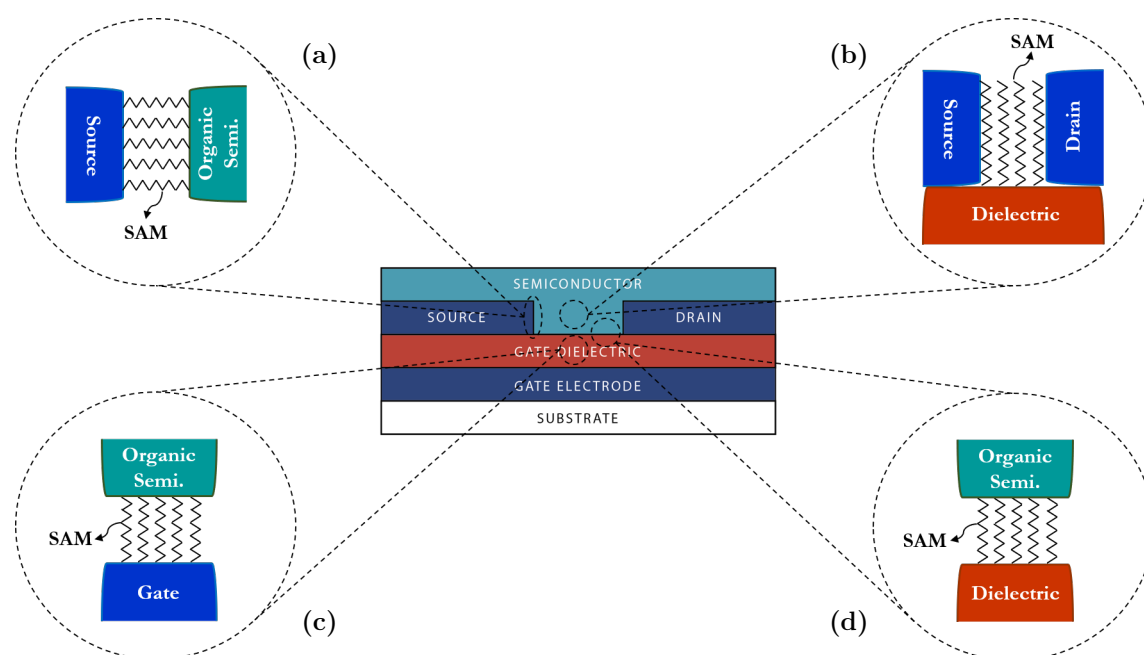 (a)
Source
SAM
Organic
Semi.
(b)
SAM
Source
Drain
Dielectric
SEMICONDUCTOR
SOURCE
DRAIN
GATE DIELECTRIC
GATE ELECTRODE
SUBSTRATE
Organic
Semi.
SAM
Gate
(c)
Organic
Semi.
SAM
Dielectric
(d)